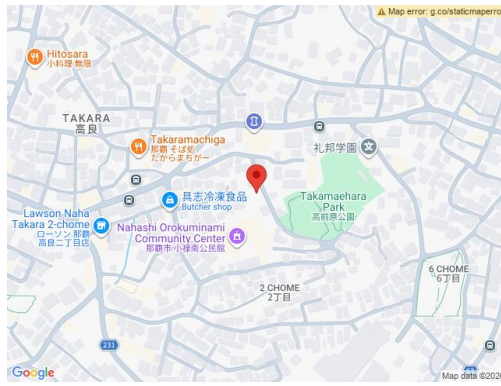 Map error: g.co/staticmaperro
Hitosara
小料理 無限
TAKARA
高良
Takaramachiga
那覇 そば処
だからまちがー
礼邦学園
具志冷凍食品
Butcher shop
Takamaehara
Park
高前原公園
Lawson Naha
Takara 2-chome
ローソン 那覇
高良二丁目店
Nahashi Orokuminami
Community Center
那覇市 小禄南公民館
6 CHOME
6丁目
2 CHOME
2丁目
231
Google
Map data ©2026